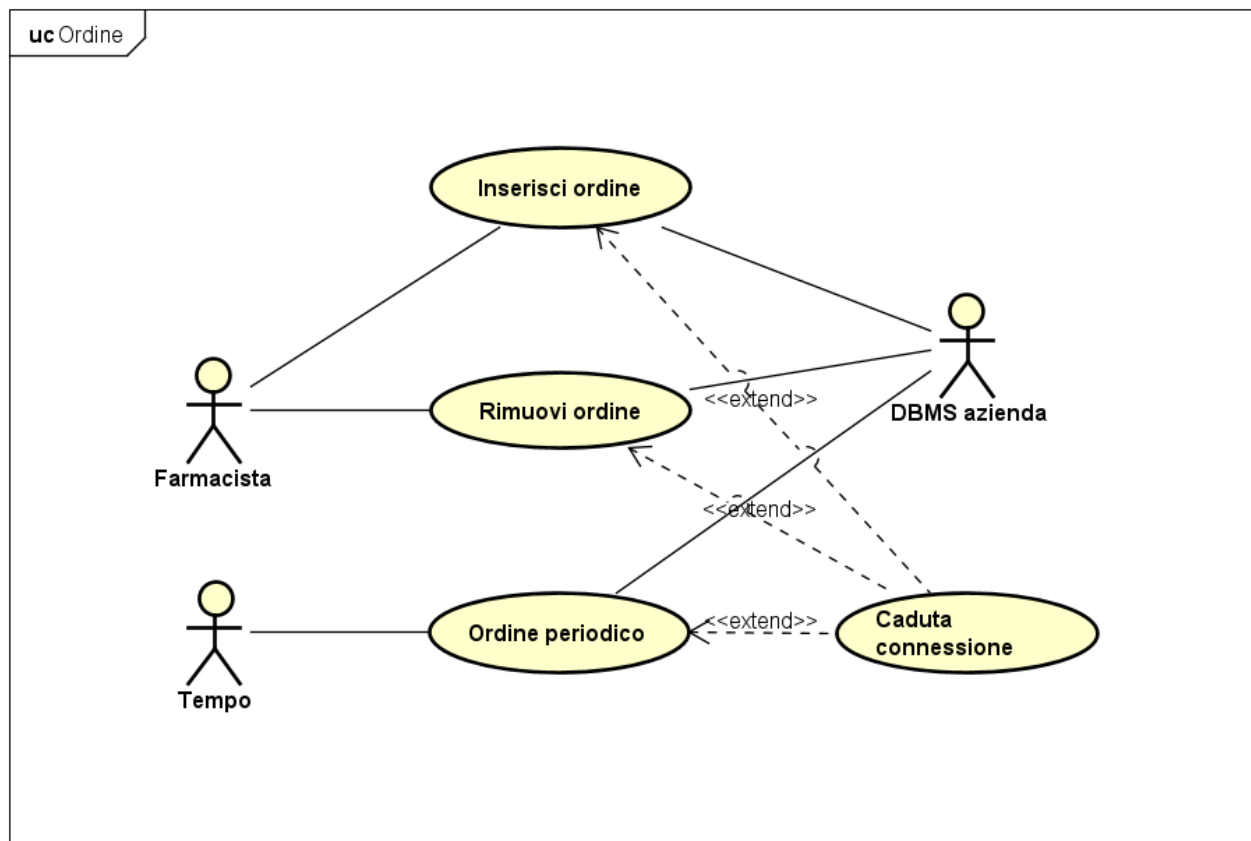 uc Ordine
Inserisci ordine
<<extend>>
Rimuovi ordine
DBMS azienda
Farmacista
<<extend>>
<<extend>>
Ordine periodico
Caduta
connessione
Tempo